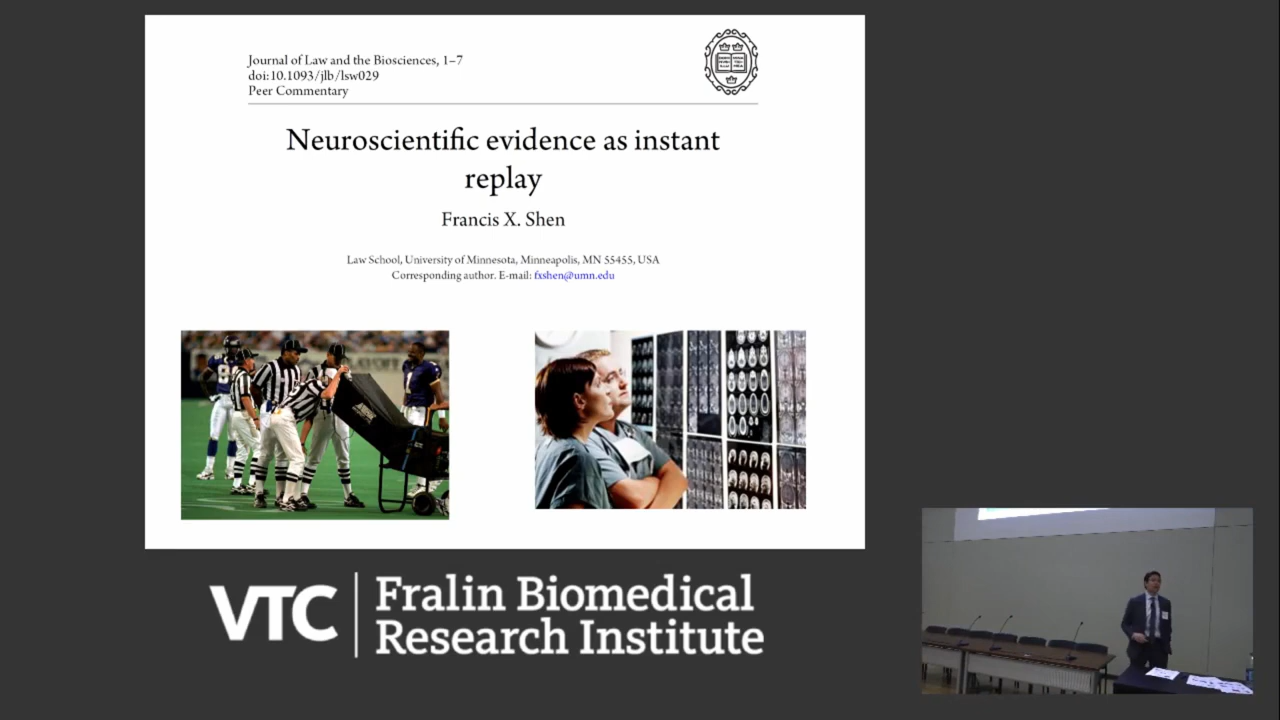 Journal of Law and the Biosciences, 1–7
doi:10.1093/jlb/lsw029
Peer Commentary
Neuroscientific evidence as instant
replay
Francis X. Shen
Law School, University of Minnesota, Minneapolis, MN 55455, USA
Corresponding author. E-mail: fxshen@umn.edu
VTC
Fralin Biomedical
Research Institute